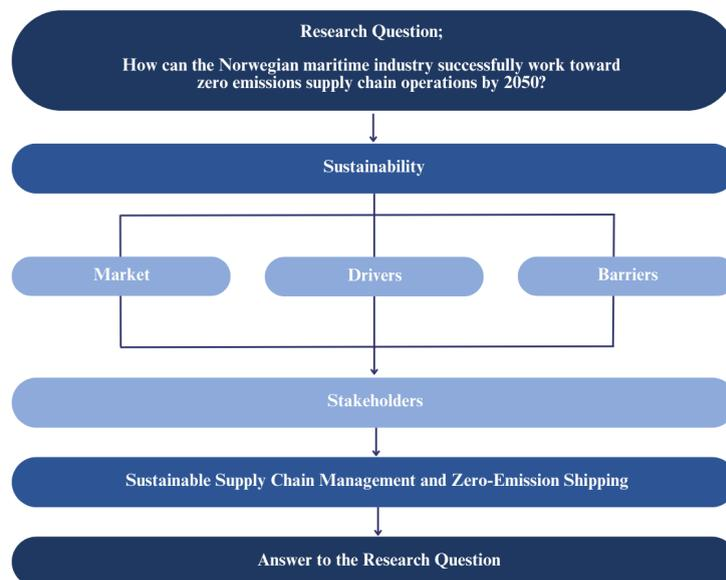 Research Question;
How can the Norwegian maritime industry successfully work toward
zero emissions supply chain operations by 2050?
Sustainability
Market
Drivers
Barriers
Stakeholders
Sustainable Supply Chain Management and Zero-Emission Shipping
Answer to the Research Question